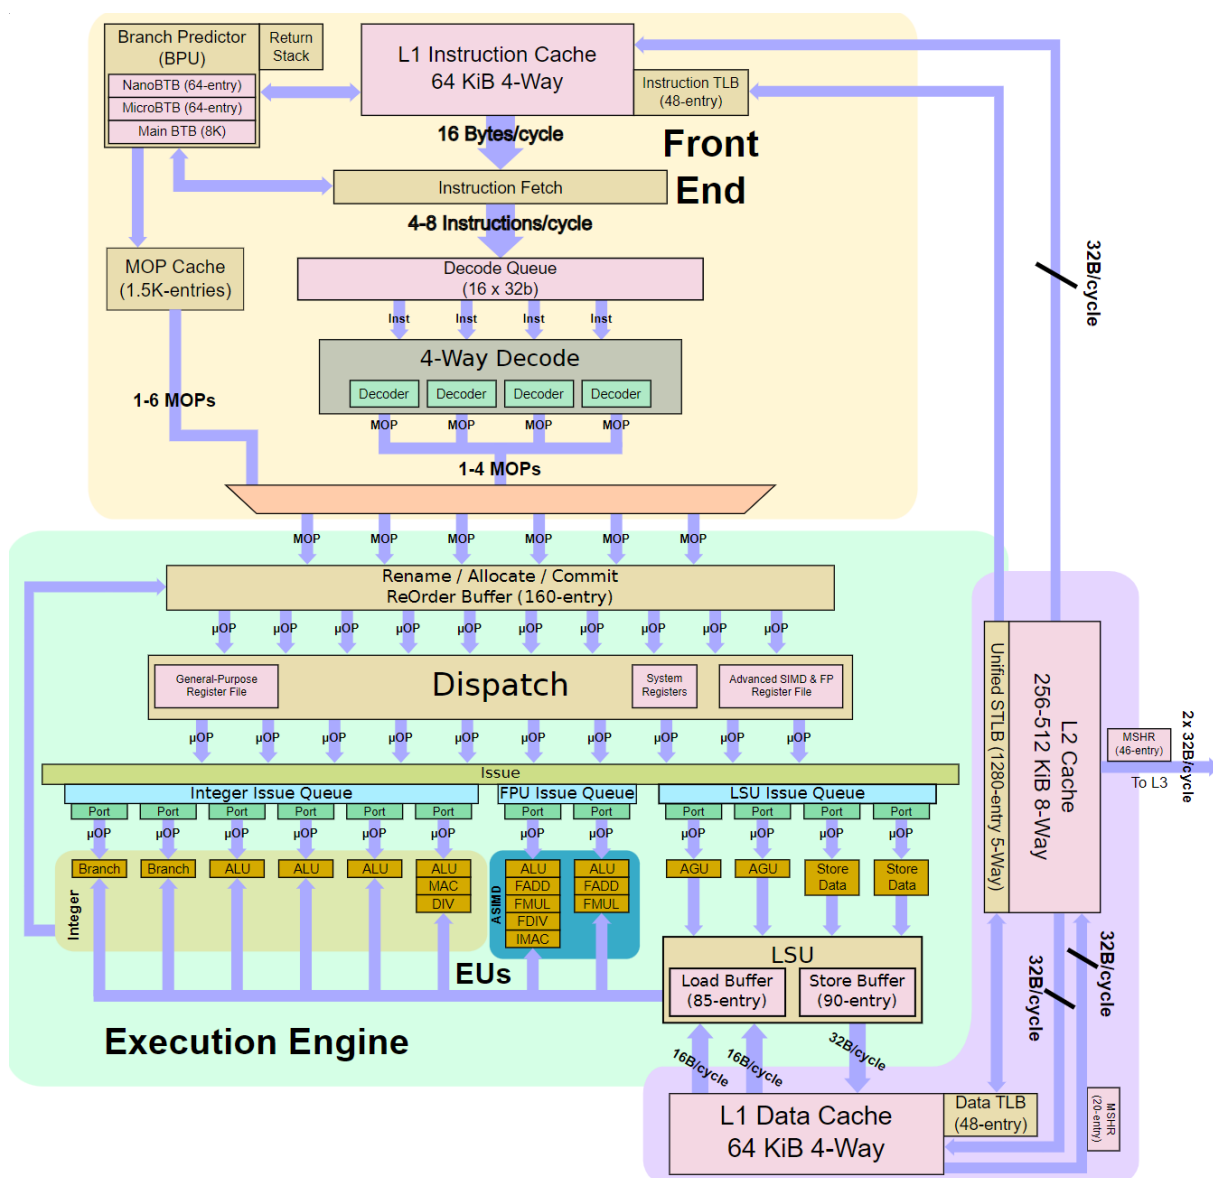 Branch Predictor
(BPU)
Return
Stack
NanoBTB (64-entry)
MicroBTB (64-entry)
Main BTB (8K)
L1 Instruction Cache
64 KiB 4-Way
Instruction TLB
(48-entry)
16 Bytes/cycle
Front
End
Instruction Fetch
4-8 Instructions/cycle
MOP Cache
(1.5K-entries)
Decode Queue
(16 x 32b)
Inst
Inst
Inst
Inst
4-Way Decode
Decoder
Decoder
Decoder
Decoder
MOP
MOP
MOP
MOP
1-6 MOPs
1-4 MOPs
32B/cycle
MOP
MOP
MOP
MOP
MOP
MOP
Rename / Allocate / Commit
ReOrder Buffer (160-entry)
µOP
µOP
µOP
µOP
µOP
µOP
µOP
µOP
µOP
µOP
General-Purpose
Register File
Dispatch
System
Registers
Advanced SIMD & FP
Register File
µOP
µOP
µOP
µOP
µOP
µOP
µOP
µOP
µOP
µOP
Issue
Integer Issue Queue
FPU Issue Queue
LSU Issue Queue
Port
Port
Port
Port
Port
Port
Port
Port
Port
Port
Port
Port
µOP
µOP
µOP
µOP
µOP
µOP
µOP
µOP
µOP
µOP
µOP
µOP
Integer
Branch
Branch
ALU
ALU
ALU
ALU
MAC
DIV
ASIMD
ALU
FADD
FMUL
FDIV
IMAC
ALU
FADD
FMUL
AGU
AGU
Store
Data
Store
Data
EUs
LSU
Load Buffer
(85-entry)
Store Buffer
(90-entry)
Execution Engine
16B/cycle
16B/cycle
32B/cycle
L1 Data Cache
64 KiB 4-Way
Data TLB
(48-entry)
MSHR
(20-entry)
32B/cycle
32B/cycle
Unified STLB (1280-entry 5-Way)
L2 Cache
256-512 KiB 8-Way
MSHR
(46-entry)
To L3
2x 32B/cycle